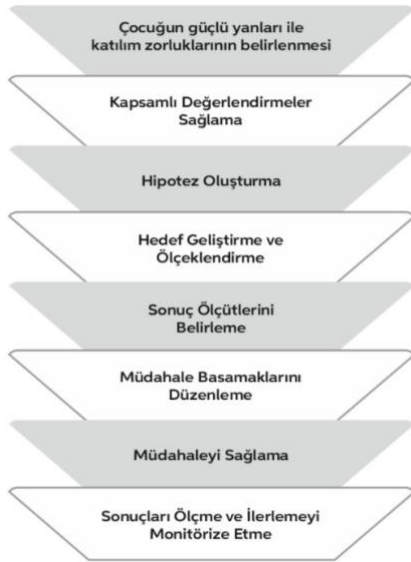 Çocuğun güçlü yanları ile
katılım zorluklarının belirlenmesi
Kapsamlı Değerlendirmeler
Sağlama
Hipotez Oluşturma
Hedef Geliştirme ve
Ölçeklendirme
Sonuç Ölçütlerini
Belirleme
Müdahale Basamaklarını
Düzenleme
Müdahaleyi Sağlama
Sonuçları Ölçme ve İlerlemeyi
Monitörize Etme